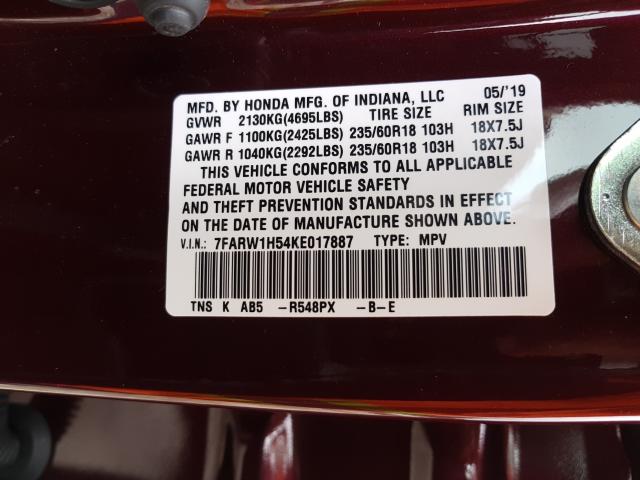 MFD. BY HONDA MFG. OF INDIANA, LLC 05/'19
GVWR 2130KG(4695LBS) TIRE SIZE RIM SIZE
GAWR F 1100KG(2425LBS) 235/60R18 103H 18X7.5J
GAWR R 1040KG(2292LBS) 235/60R18 103H 18X7.5J
THIS VEHICLE CONFORMS TO ALL APPLICABLE
FEDERAL MOTOR VEHICLE SAFETY
AND THEFT PREVENTION STANDARDS IN EFFECT
ON THE DATE OF MANUFACTURE SHOWN ABOVE.
V.I.N.: 7FARW1H54KE017887 TYPE: MPV
TNS K AB5 -R548PX -B-E